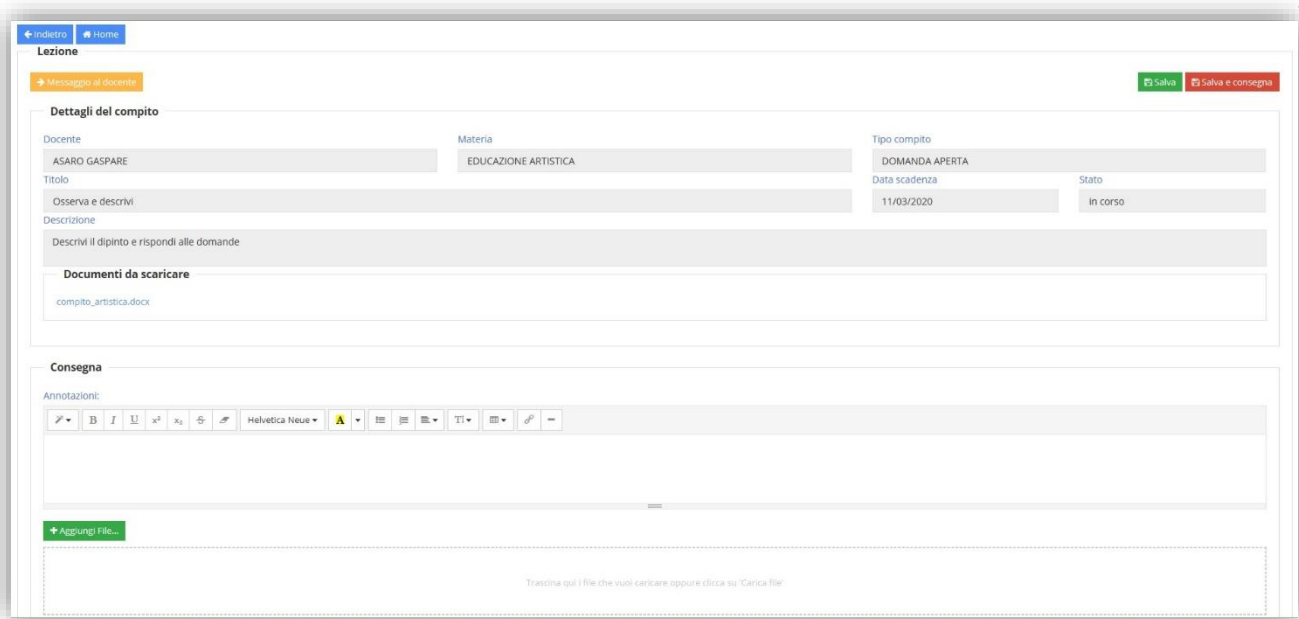 Indietro Home
Lezione
Messaggio al docente Salva Salva e consegna
Dettagli del compito
Docente Materia Tipo compito
ASARO GASPARE EDUCAZIONE ARTISTICA DOMANDA APERTA
Titolo Data scadenza Stato
Osserva e descrivi 11/03/2020 in corso
Descrizione
Descrivi il dipinto e rispondi alle domande
Documenti da scaricare
compito_artistica.docx
Consegna
Annotazioni:
B I U x² x₂ S Helvetica Neue A TI
+ Aggiungi File...
Trascina qui i file che vuoi caricare oppure clicca su 'Carica file'